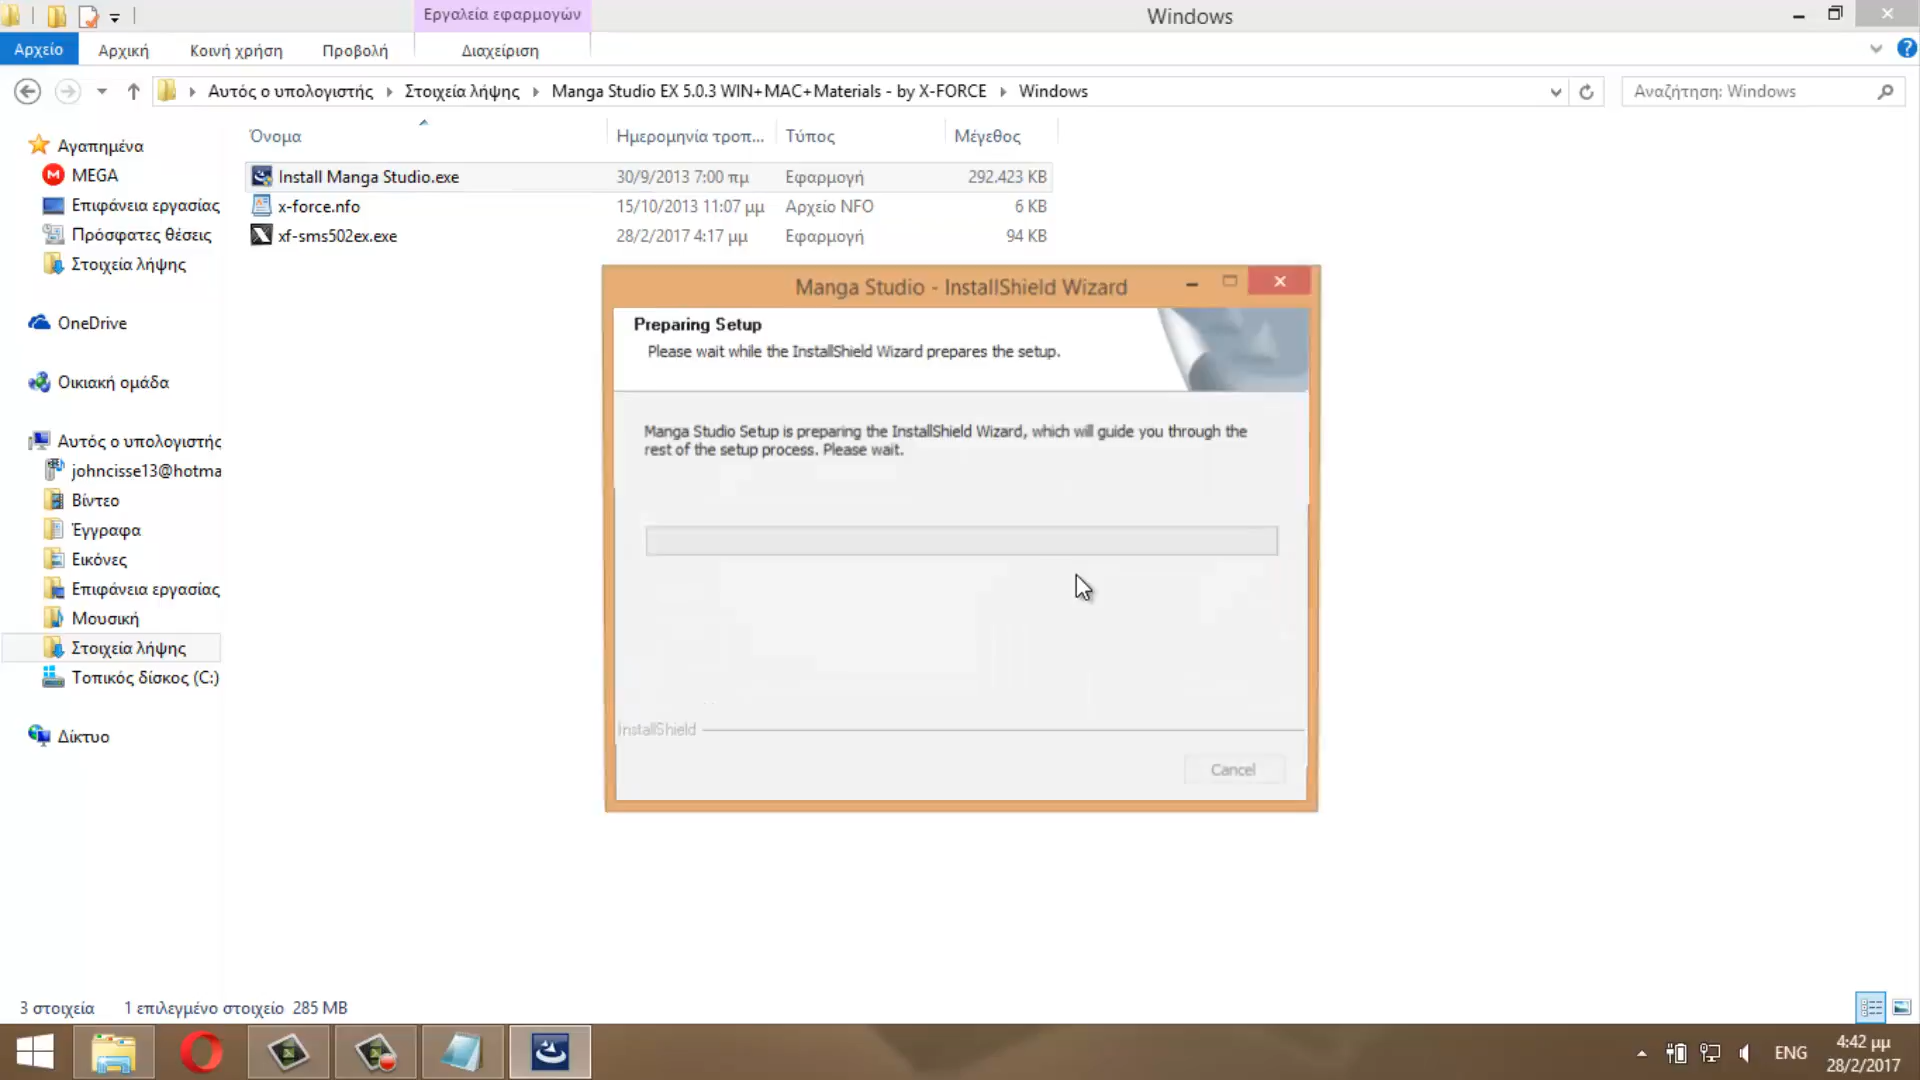 Εργαλεία εφαρμογών
Windows
Αρχείο
Αρχική
Κοινή χρήση
Προβολή
Διαχείριση
Αυτός ο υπολογιστής
Στοιχεία λήψης
Manga Studio EX 5.0.3 WIN+MAC+Materials - by X-FORCE
Windows
Αναζήτηση: Windows
Όνομα
Ημερομηνία τροπ...
Τύπος
Μέγεθος
Install Manga Studio.exe
30/9/2013 7:00 πμ
Εφαρμογή
292.423 KB
x-force.nfo
15/10/2013 11:07 μμ
Αρχείο NFO
6 KB
xf-sms502ex.exe
28/2/2017 4:17 μμ
Εφαρμογή
94 KB
Αγαπημένα
MEGA
Επιφάνεια εργασίας
Πρόσφατες θέσεις
Στοιχεία λήψης
OneDrive
Οικιακή ομάδα
Αυτός ο υπολογιστής
johncisse13@hotma
Βίντεο
Έγγραφα
Εικόνες
Επιφάνεια εργασίας
Μουσική
Στοιχεία λήψης
Τοπικός δίσκος (C:)
Δίκτυο
Manga Studio - InstallShield Wizard
Preparing Setup
Please wait while the InstallShield Wizard prepares the setup.
Manga Studio Setup is preparing the InstallShield Wizard, which will guide you through the
rest of the setup process. Please wait.
InstallShield
Cancel
3 στοιχεία
1 επιλεγμένο στοιχείο 285 MB
ENG
4:42 μμ
28/2/2017